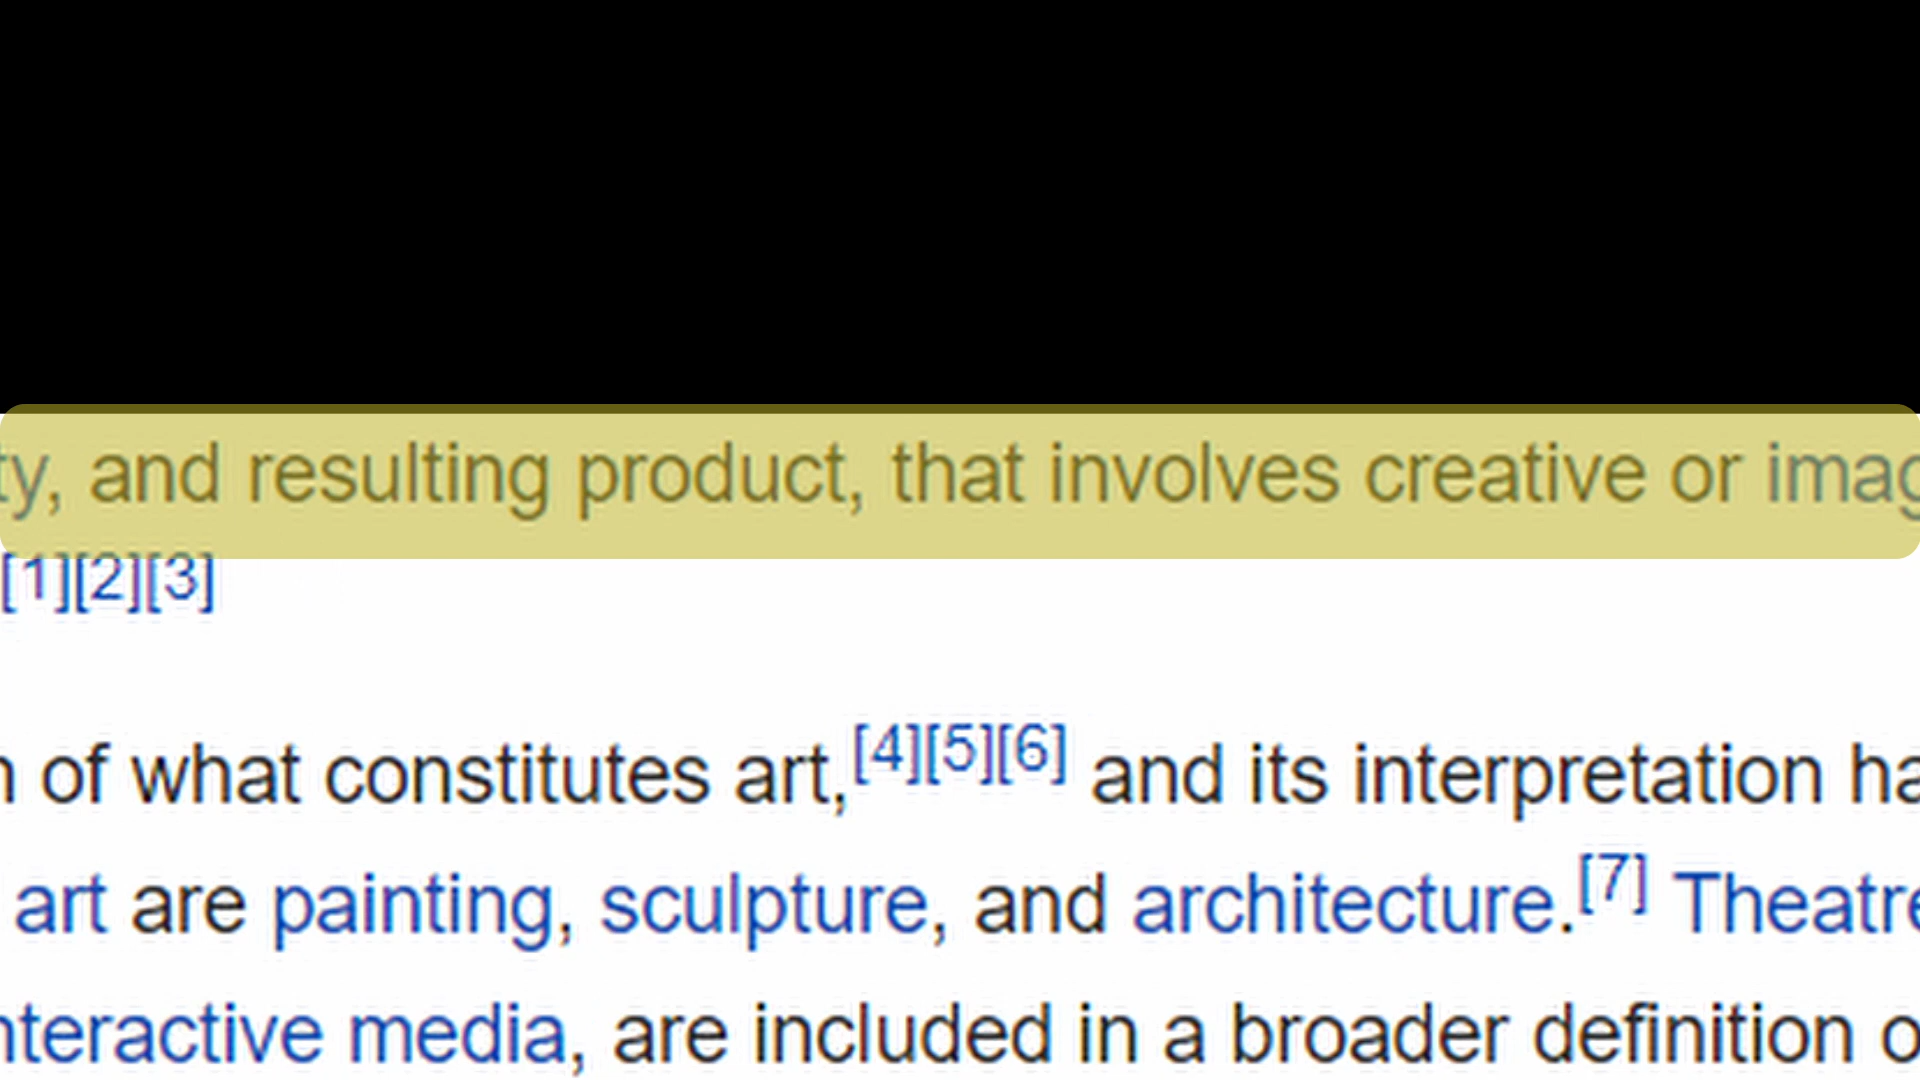 ty, and resulting product, that involves creative or imag
[1][2][3]
of what constitutes art,[4][5][6] and its interpretation ha
art are painting, sculpture, and architecture.[7] Theatre
nteractive media, are included in a broader definition o